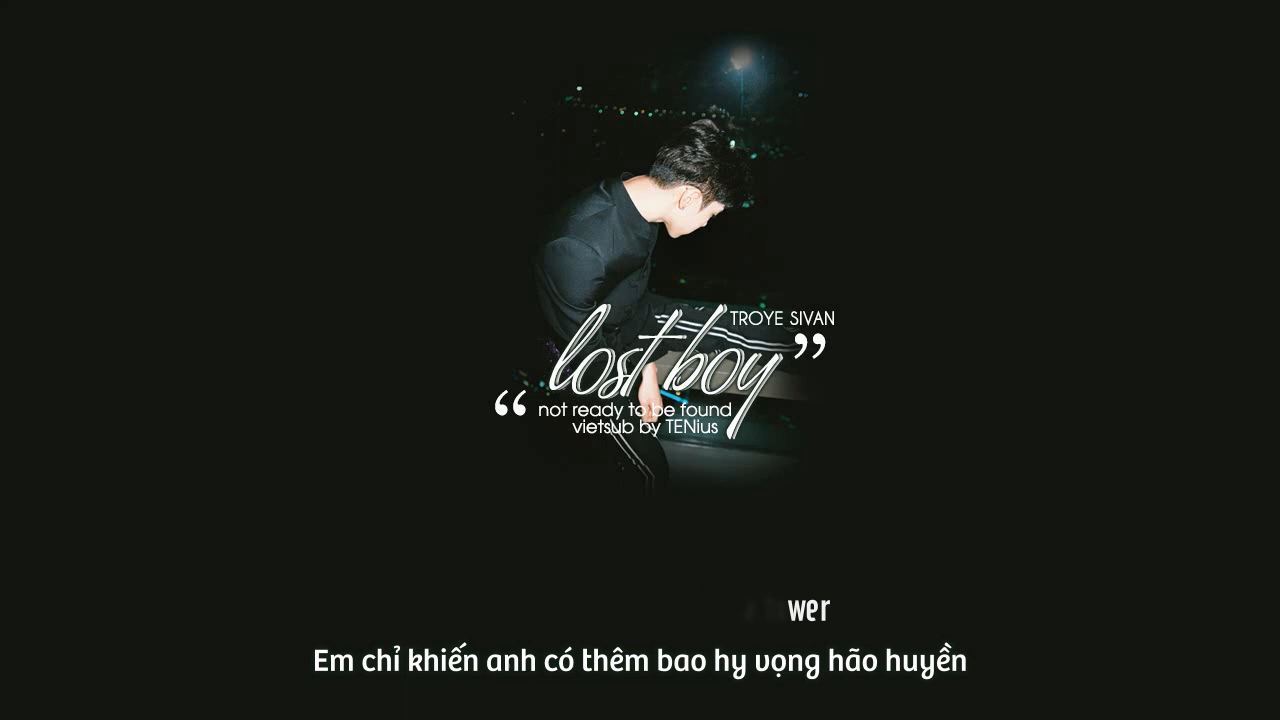 TROYE SIVAN
lost boy”
“ not ready to be found
vietsub by TENius
wer
Em chỉ khiến anh có thêm bao hy vọng hão huyền